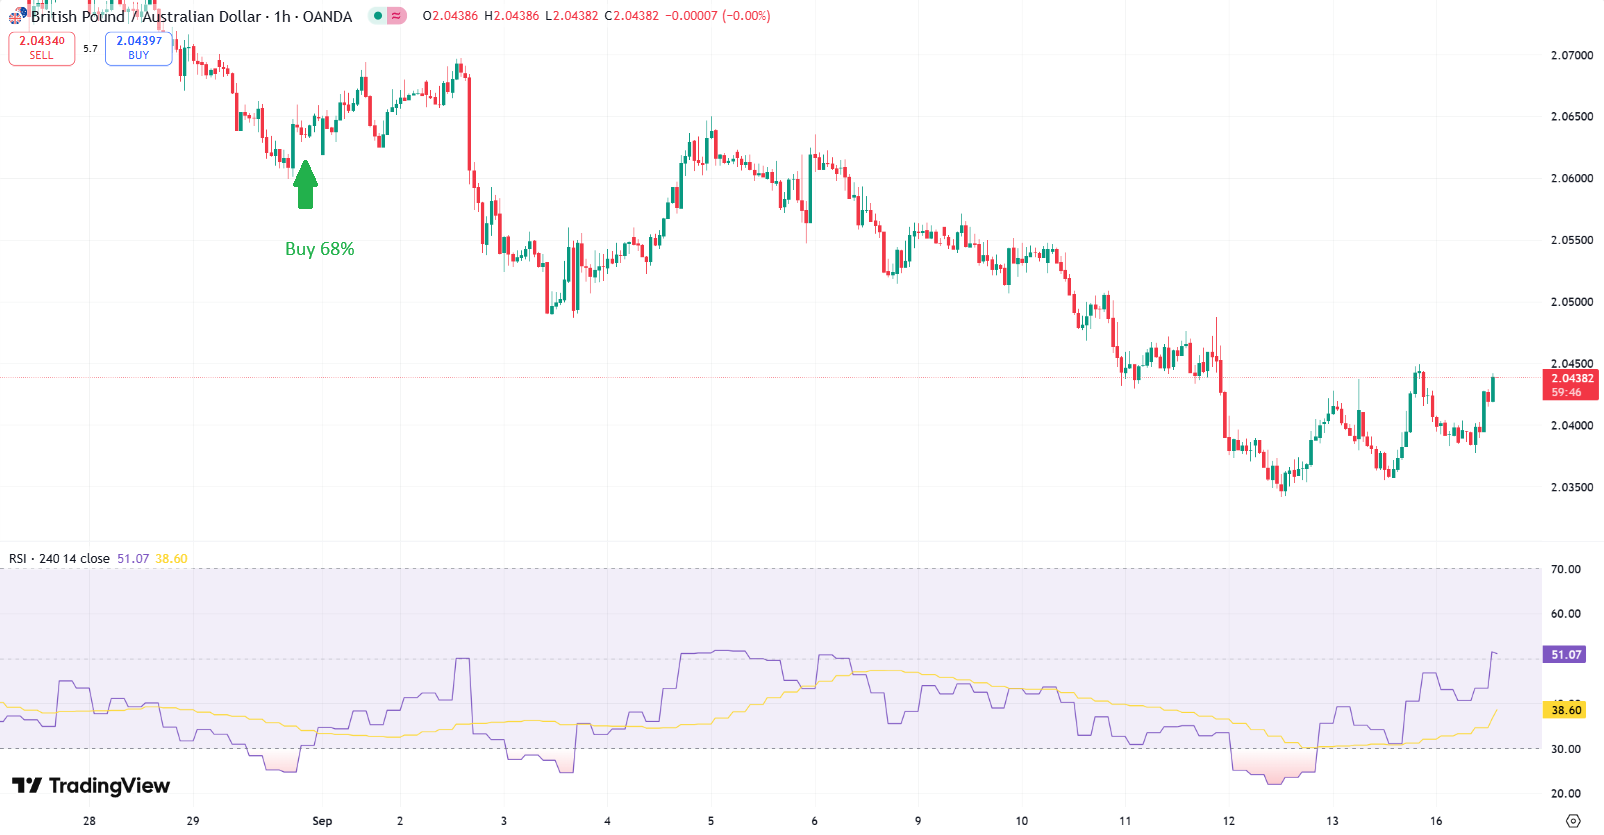 British Pound / Australian Dollar · 1h · OANDA
O2.04386 H2.04386 L2.04382 C2.04382 −0.00007 (−0.00%)
2.04340
SELL
5.7
2.04397
BUY
2.07000
2.06500
2.06000
2.05500
2.05000
2.04500
2.04382
59:46
2.04000
2.03500
Buy 68%
RSI · 240 14 close 51.07 38.60
70.00
60.00
51.07
38.60
30.00
20.00
TradingView
28 29 Sep 2 3 4 5 6 9 10 11 12 13 16